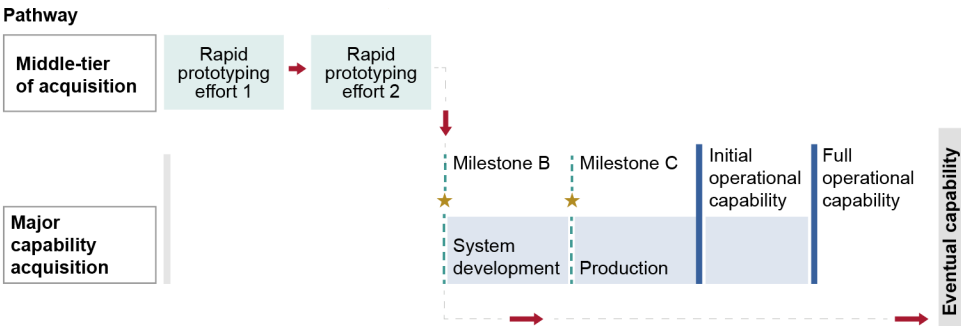 Pathway
Middle-tier
of acquisition
Rapid
prototyping
effort 1
Rapid
prototyping
effort 2
Milestone B
Milestone C
Initial
operational
capability
Full
operational
capability
Major
capability
acquisition
System
development
Production
Eventual capability